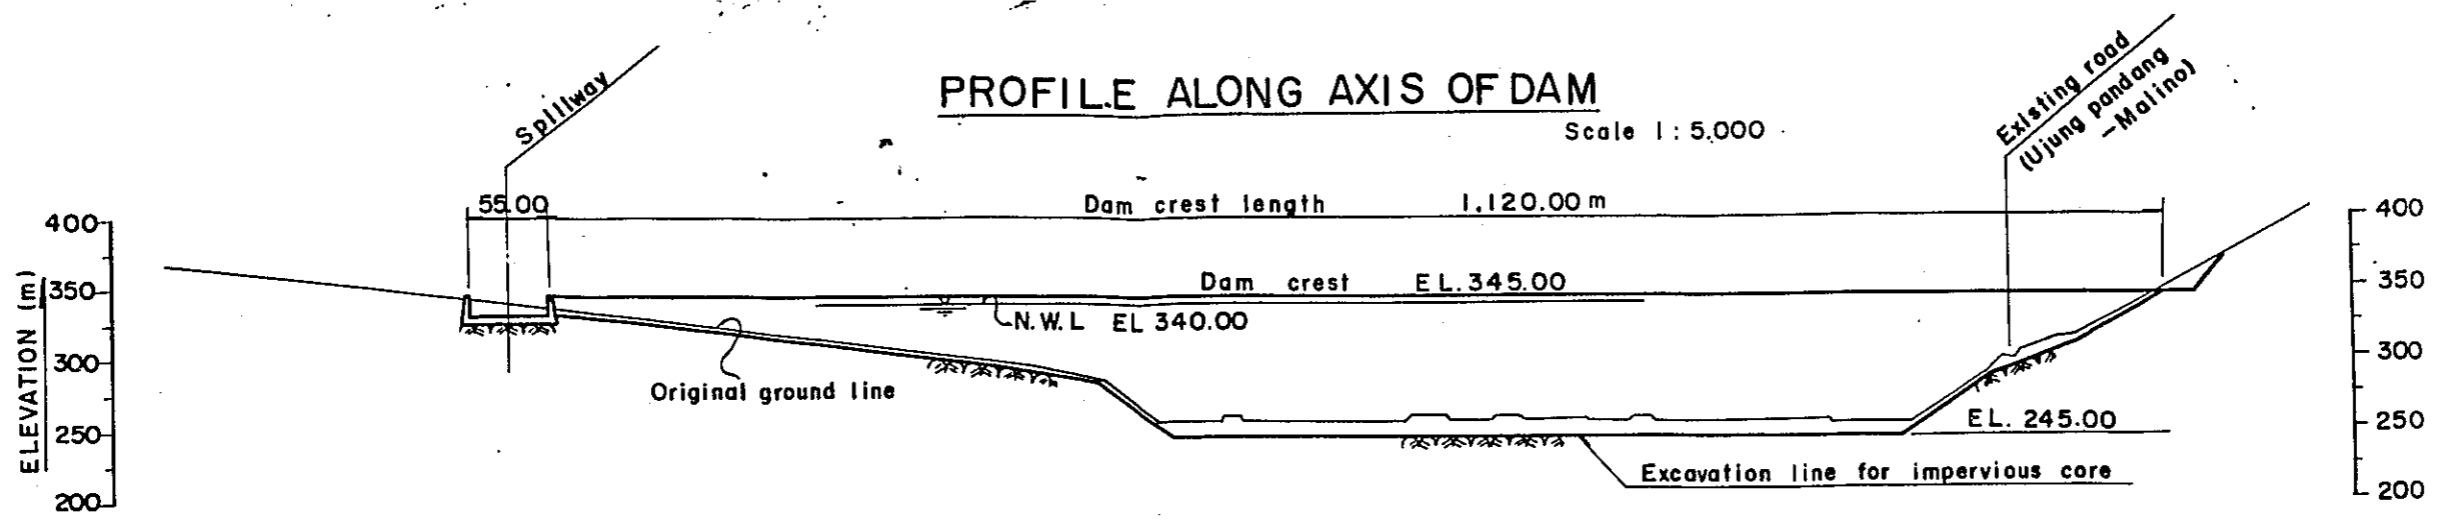 PROFILE ALONG AXIS OF DAM
Scale 1 : 5,000
Spillway
Existing road
(Ujung pandang
-Malino)
55.00
Dam crest length 1,120.00 m
Dam crest EL. 345.00
N.W.L EL 340.00
Original ground line
EL. 245.00
Excavation line for impervious core
ELEVATION (m)
400
350
300
250
200
400
350
300
250
200